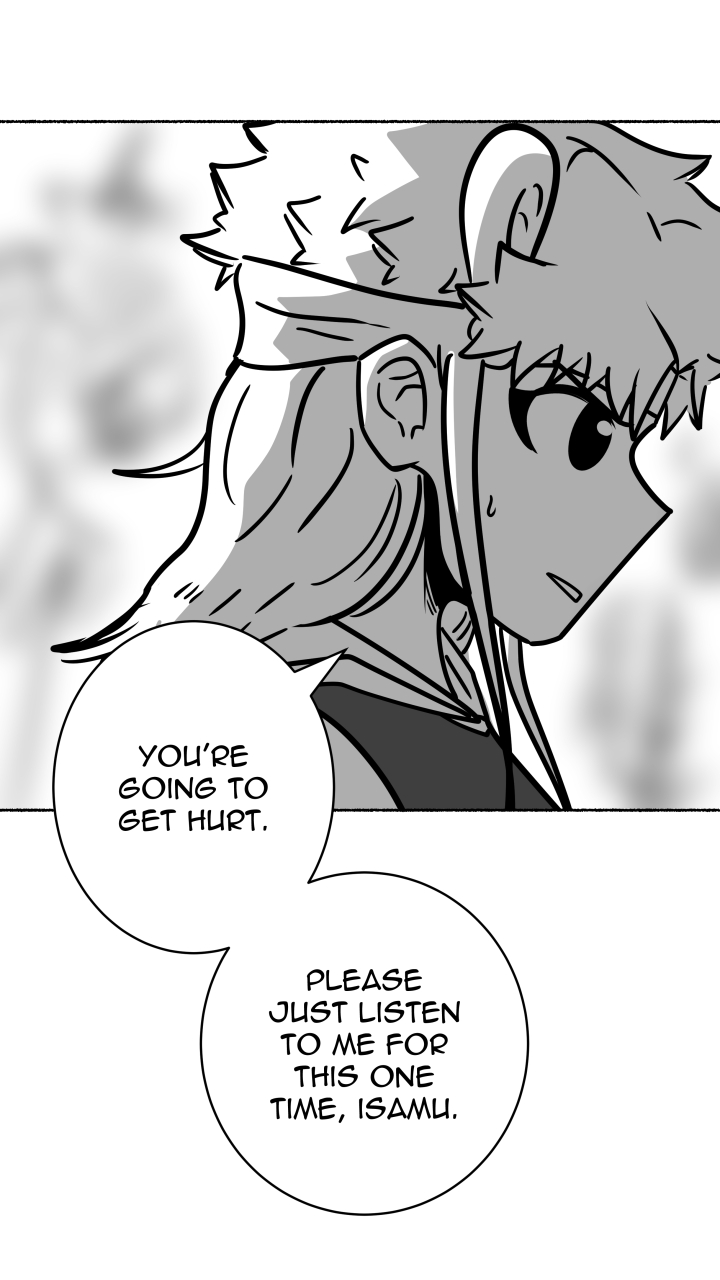 YOU'RE
GOING TO
GET HURT.
PLEASE
JUST LISTEN
TO ME FOR
THIS ONE
TIME, ISAMU.